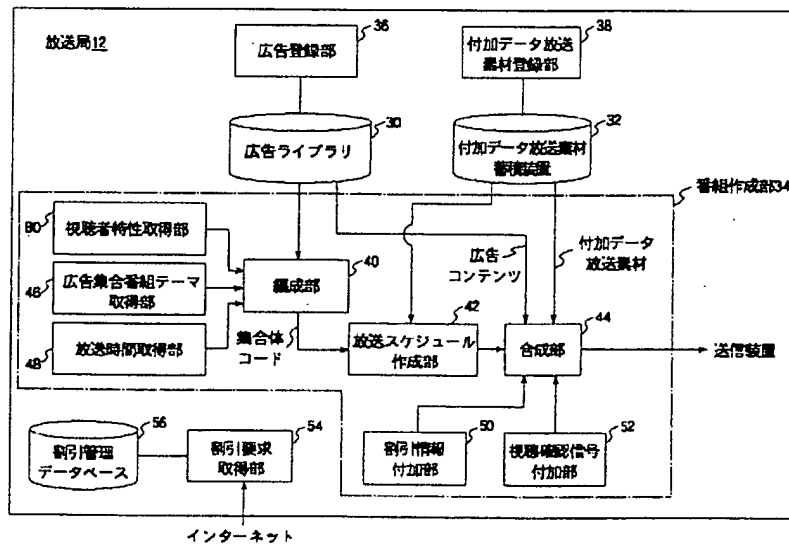 放送局12
36
広告登録部
38
付加データ放送
素材登録部
30
広告ライブラリ
32
付加データ放送素材
蓄積装置
番組作成部34
80
視聴者特性取得部
46
広告集合番組テーマ
取得部
48
放送時間取得部
40
編成部
集合体
コード
広告
コンテンツ
付加データ
放送素材
42
放送スケジュール
作成部
44
合成部
送信装置
56
割引管理
データベース
54
割引要求
取得部
50
割引情報
付加部
52
視聴確認信号
付加部
インターネット